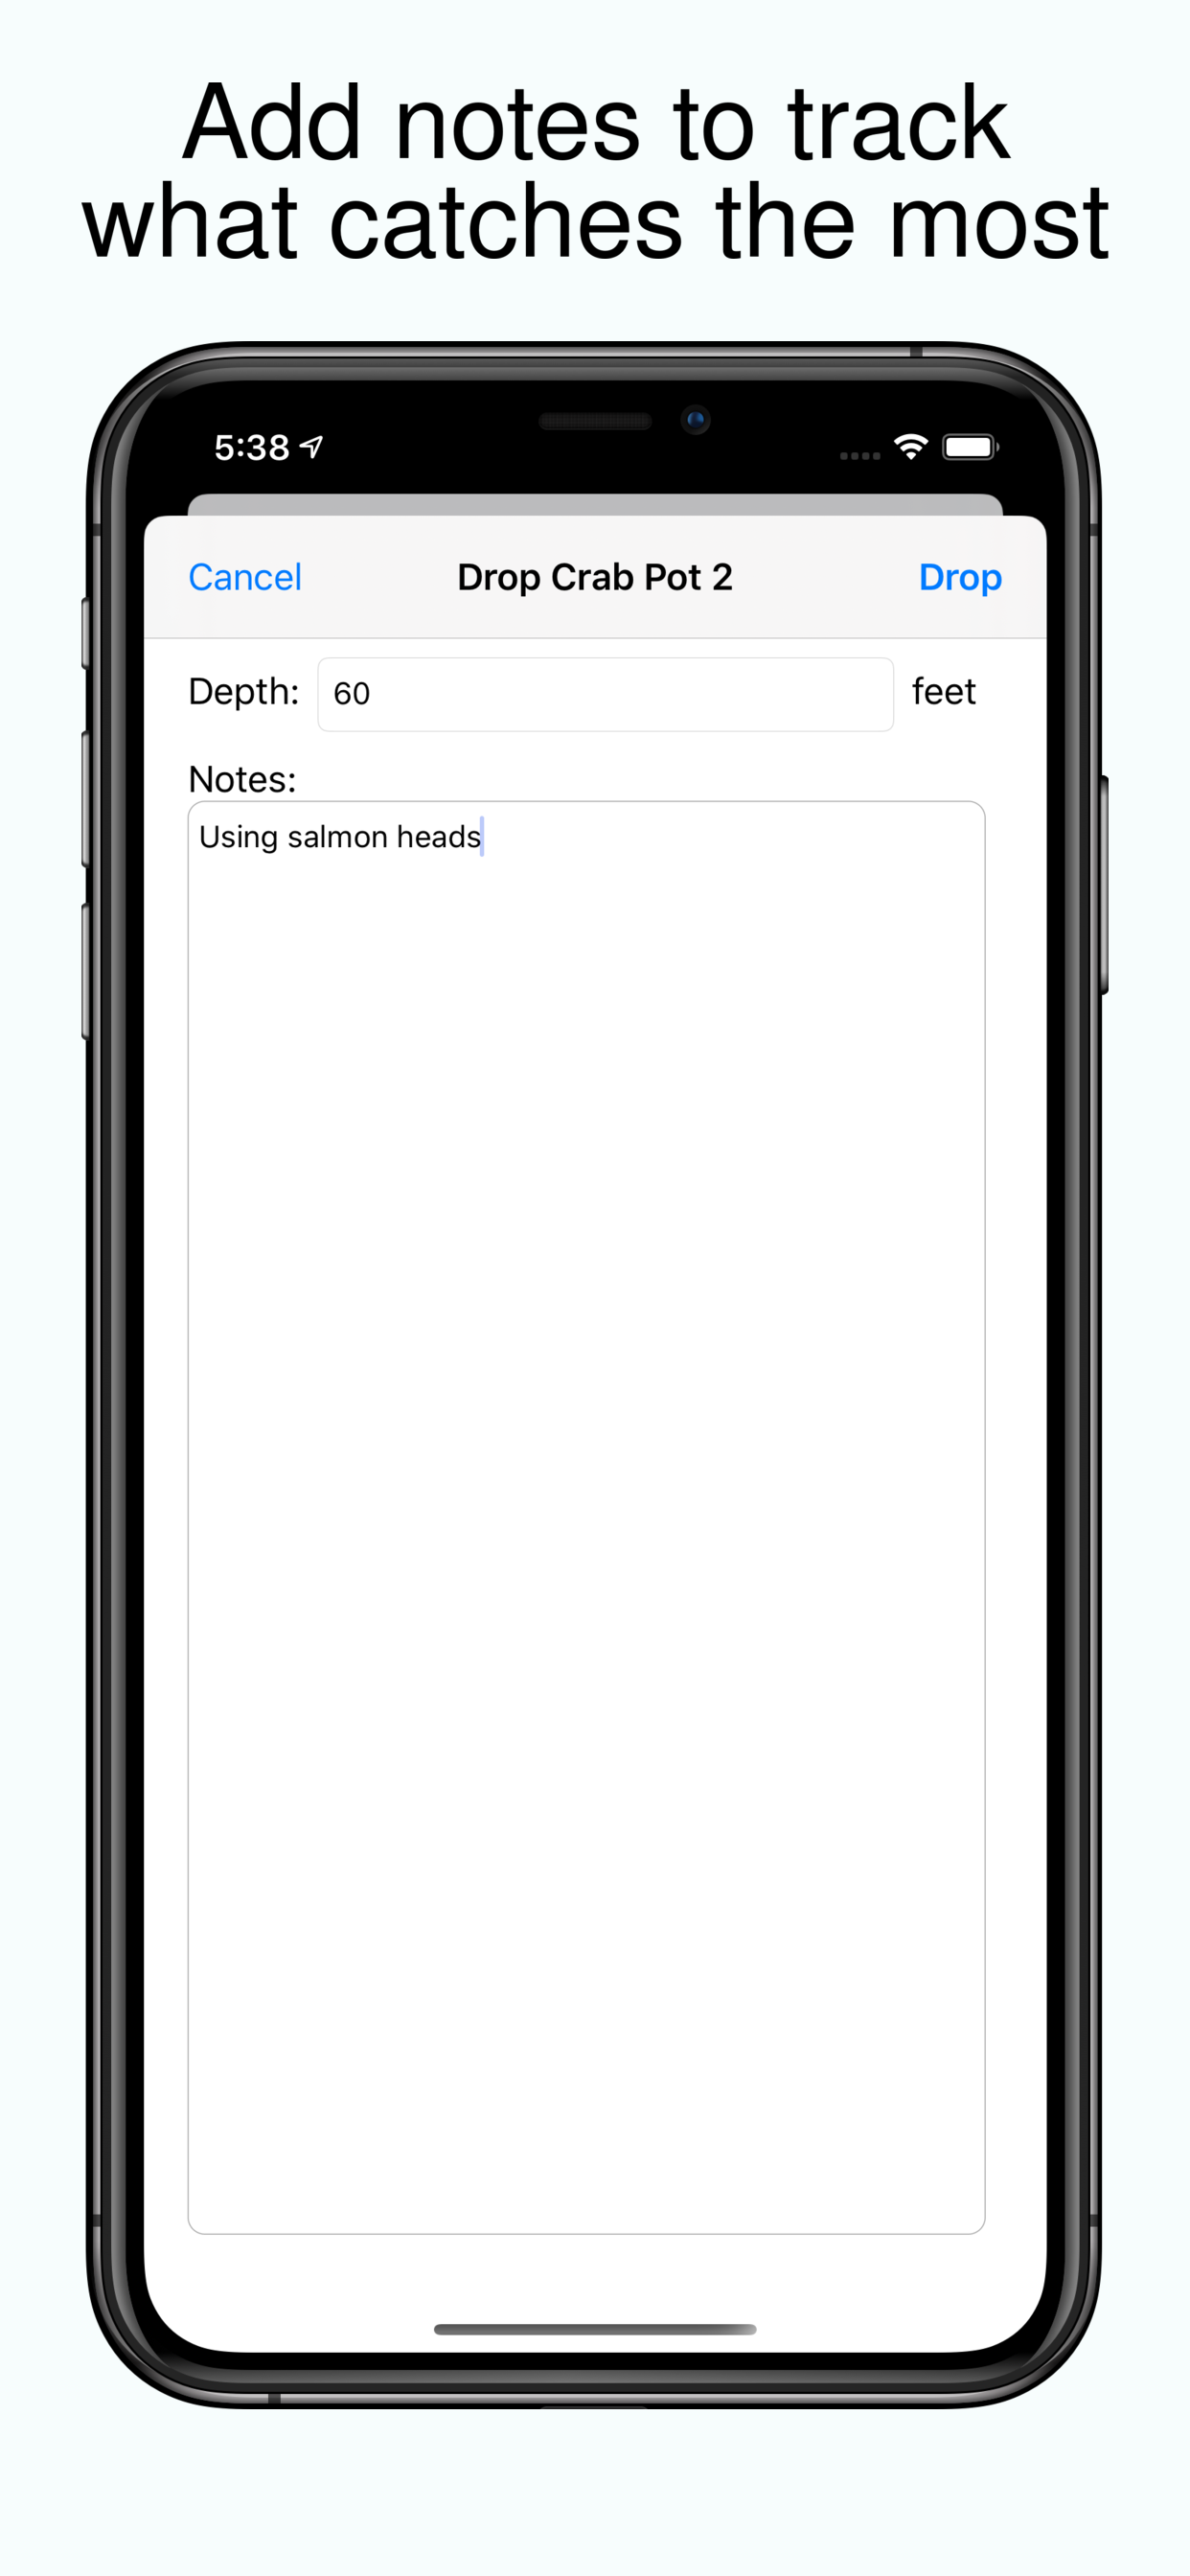 Add notes to track
what catches the most
5:38
Cancel Drop Crab Pot 2 Drop
Depth: 60 feet
Notes:
Using salmon heads